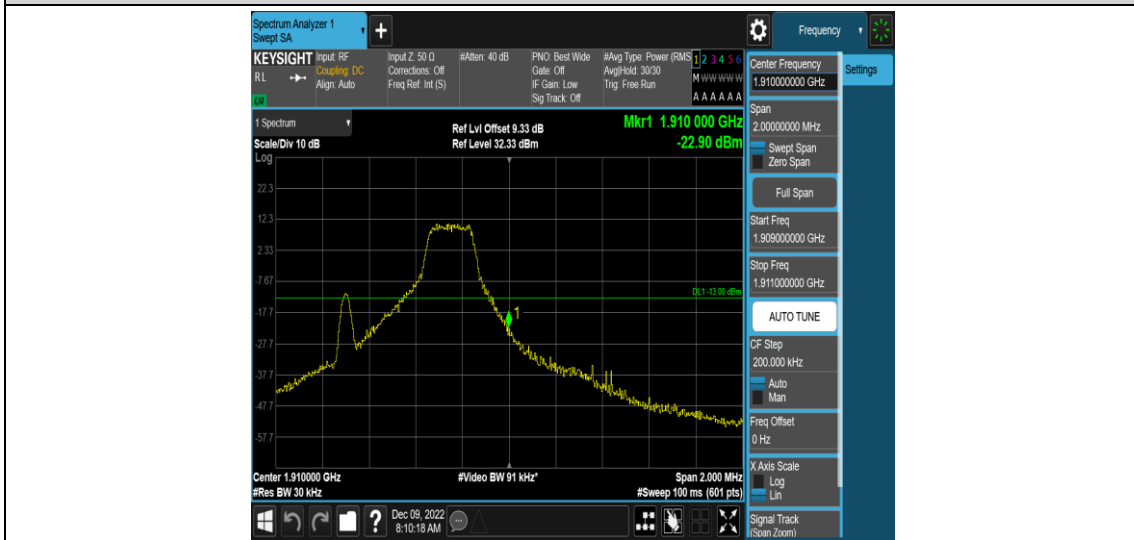 Spectrum Analyzer 1
Swept SA
+
Frequency
KEYSIGHT
RL
LXI
Input: RF
Coupling: DC
Align: Auto
Input Z: 50 Ω
Corrections: Off
Freq Ref: Int (S)
#Atten: 40 dB
PNO: Best Wide
Gate: Off
IF Gain: Low
Sig Track: Off
#Avg Type: Power (RMS
Avg|Hold: 30/30
Trig: Free Run
1 2 3 4 5 6
M W W W W W
A A A A A A
1 Spectrum
Scale/Div 10 dB
Log
Ref Lvl Offset 9.33 dB
Ref Level 32.33 dBm
Mkr1 1.910 000 GHz
-22.90 dBm
22.3
12.3
2.33
-7.67
-17.7
-27.7
-37.7
-47.7
-57.7
DL1 -13.00 dBm
1
Center 1.910000 GHz
#Res BW 30 kHz
#Video BW 91 kHz*
Span 2.000 MHz
#Sweep 100 ms (601 pts)
Dec 09, 2022
8:10:18 AM
Center Frequency
1.910000000 GHz
Settings
Span
2.00000000 MHz
Swept Span
Zero Span
Full Span
Start Freq
1.909000000 GHz
Stop Freq
1.911000000 GHz
AUTO TUNE
CF Step
200.000 kHz
Auto
Man
Freq Offset
0 Hz
X Axis Scale
Log
Lin
Signal Track
(Span Zoom)